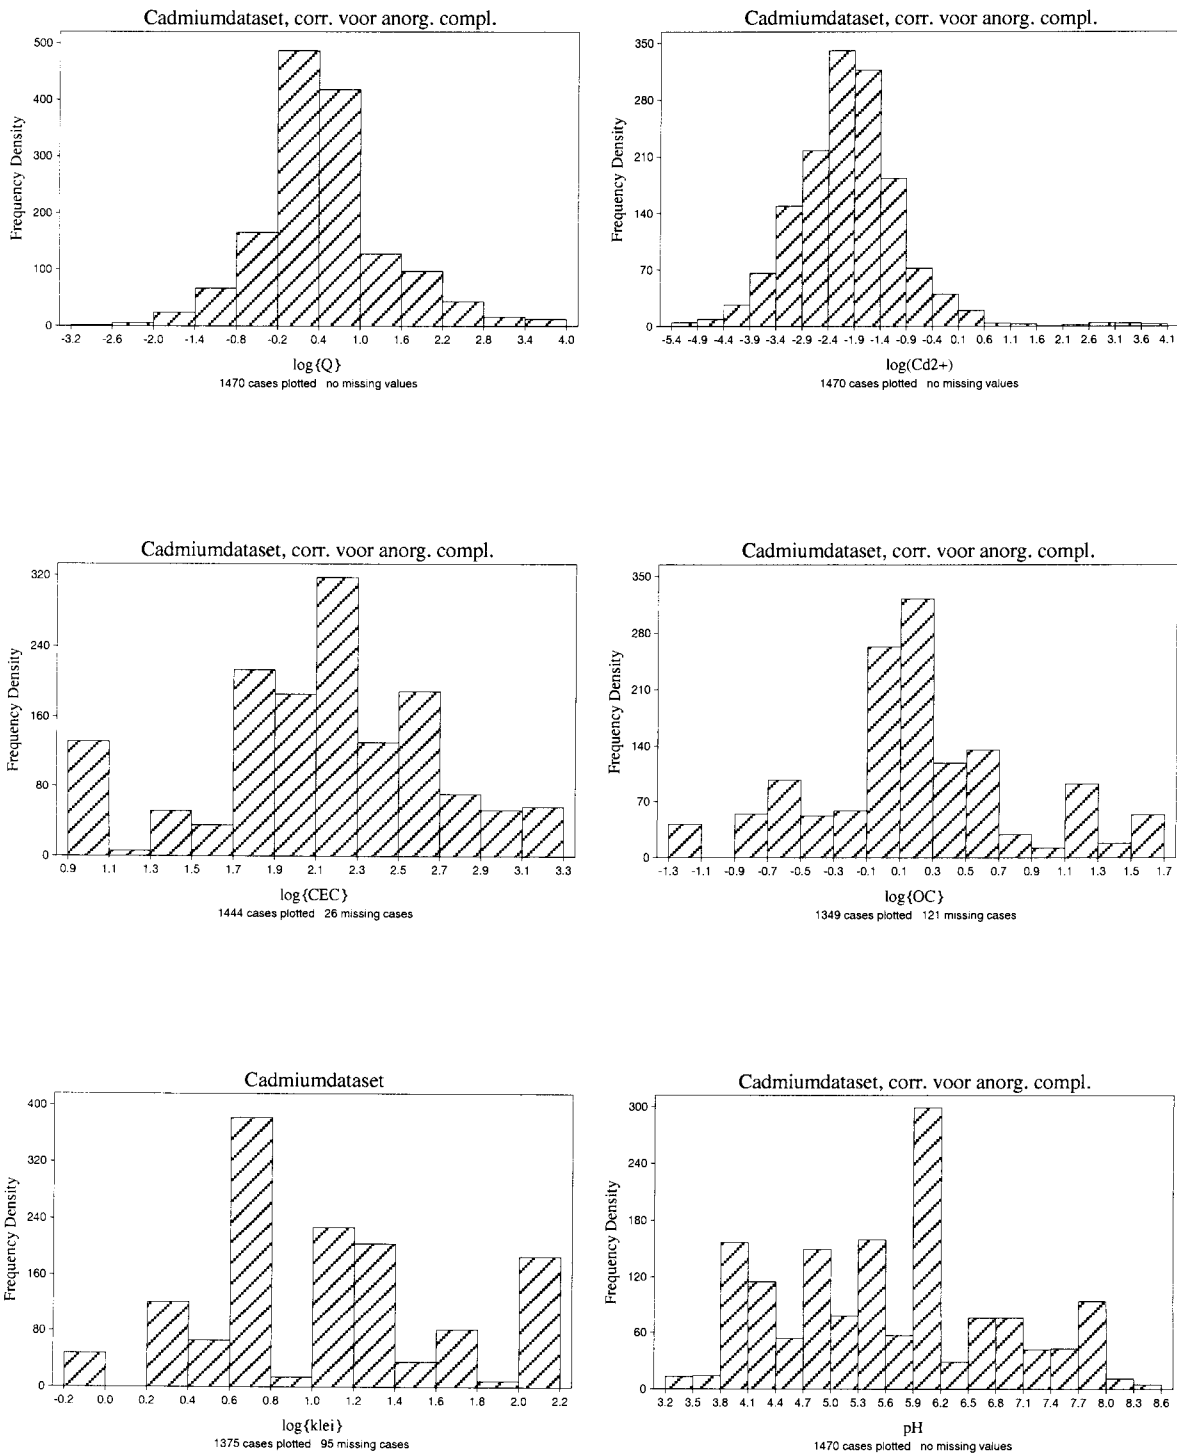 Cadmiumdataset, corr. voor anorg. compl.
500
400
300
200
100
0
Frequency Density
-3.2 -2.6 -2.0 -1.4 -0.8 -0.2 0.4 1.0 1.6 2.2 2.8 3.4 4.0
log{Q}
1470 cases plotted no missing values
Cadmiumdataset, corr. voor anorg. compl.
350
280
210
140
70
0
Frequency Density
-5.4 -4.9 -4.4 -3.9 -3.4 -2.9 -2.4 -1.9 -1.4 -0.9 -0.4 0.1 0.6 1.1 1.6 2.1 2.6 3.1 3.6 4.1
log(Cd2+)
1470 cases plotted no missing values
Cadmiumdataset, corr. voor anorg. compl.
320
240
160
80
0
Frequency Density
0.9 1.1 1.3 1.5 1.7 1.9 2.1 2.3 2.5 2.7 2.9 3.1 3.3
log{CEC}
1444 cases plotted 26 missing cases
Cadmiumdataset, corr. voor anorg. compl.
350
280
210
140
70
0
Frequency Density
-1.3 -1.1 -0.9 -0.7 -0.5 -0.3 -0.1 0.1 0.3 0.5 0.7 0.9 1.1 1.3 1.5 1.7
log{OC}
1349 cases plotted 121 missing cases
Cadmiumdataset
400
320
240
160
80
0
Frequency Density
-0.2 0.0 0.2 0.4 0.6 0.8 1.0 1.2 1.4 1.6 1.8 2.0 2.2
log{klei}
1375 cases plotted 95 missing cases
Cadmiumdataset, corr. voor anorg. compl.
300
240
180
120
60
0
Frequency Density
3.2 3.5 3.8 4.1 4.4 4.7 5.0 5.3 5.6 5.9 6.2 6.5 6.8 7.1 7.4 7.7 8.0 8.3 8.6
pH
1470 cases plotted no missing values